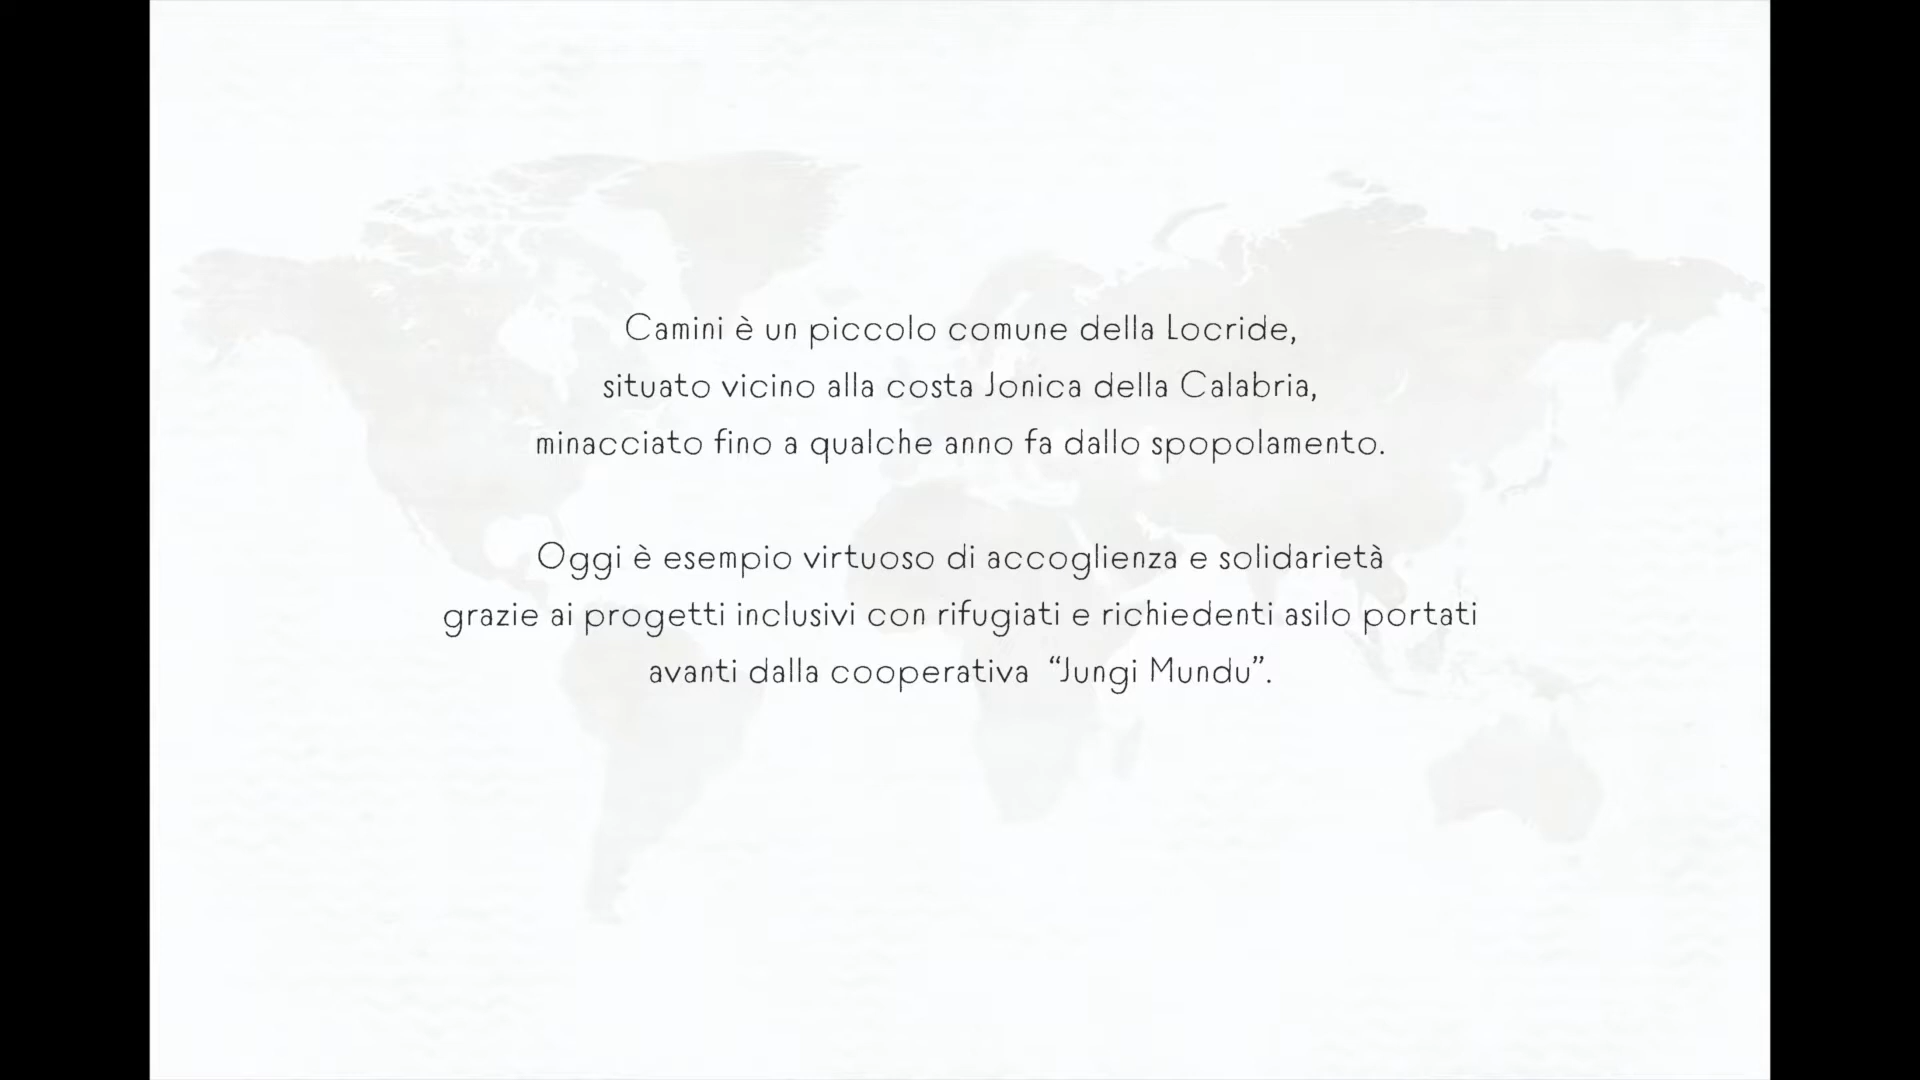 Camini è un piccolo comune della Locride,
situato vicino alla costa Jonica della Calabria,
minacciato fino a qualche anno fa dallo spopolamento.
Oggi è esempio virtuoso di accoglienza e solidarietà
grazie ai progetti inclusivi con rifugiati e richiedenti asilo portati
avanti dalla cooperativa “Jungi Mundu”.